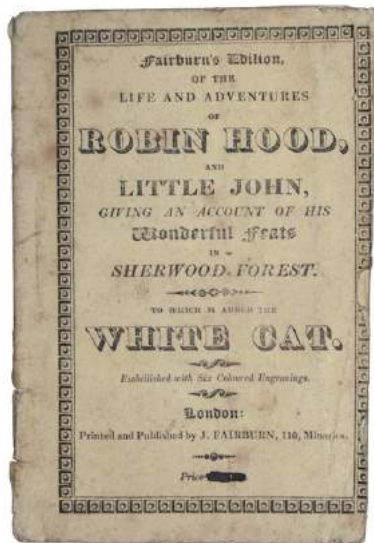 Fairburn's Edition,
OF THE
LIFE AND ADVENTURES
OF
ROBIN HOOD,
AND
LITTLE JOHN,
GIVING AN ACCOUNT OF HIS
Wonderful Feats
IN
SHERWOOD FOREST.
TO WHICH IS ADDED THE
WHITE CAT.
Embellished with Six Coloured Engravings.
London:
Printed and Published by J. FAIRBURN, 110, Minories.
Price